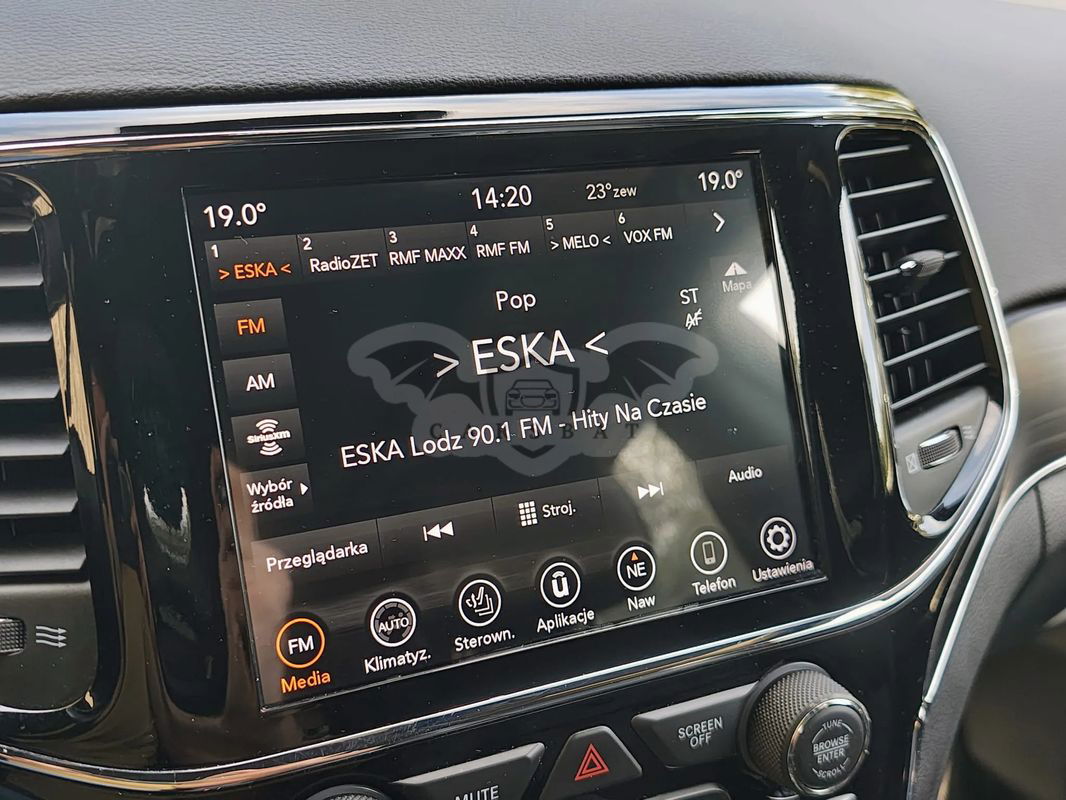 19.0° 14:20 23°zew 19.0°
1 > ESKA <
2 RadioZET
3 RMF MAXX
4 RMF FM
5 > MELO <
6 VOX FM
FM
AM
SiriusXM
Wybór
źródła
Pop
ST
AF
Mapa
> ESKA <
CARLBAT
ESKA Lodz 90.1 FM - Hity Na Czasie
Przeglądarka
Stroj.
Audio
FM
Media
AUTO
Klimatyz.
Sterown.
Aplikacje
NE
Naw
Telefon
Ustawienia
MUTE
SCREEN
OFF
TUNE
BROWSE
ENTER
SCROLL